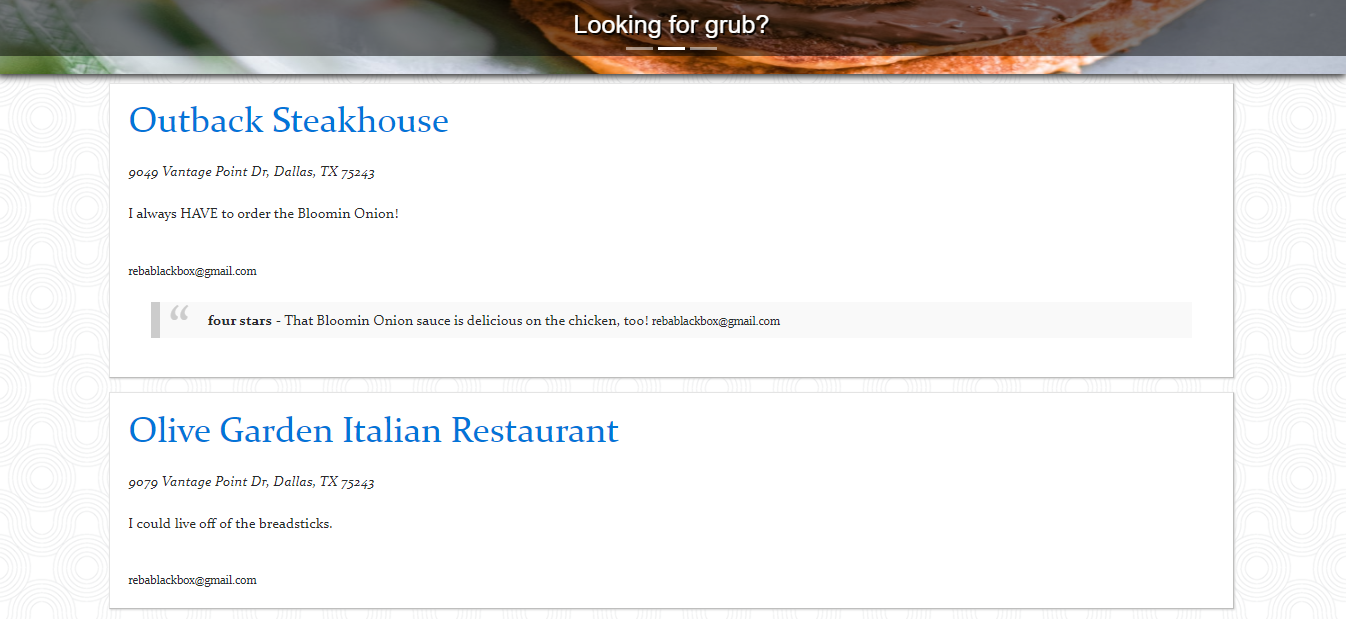 Looking for grub?
Outback Steakhouse
9049 Vantage Point Dr, Dallas, TX 75243
I always HAVE to order the Bloomin Onion!
rebablackbox@gmail.com
“ four stars - That Bloomin Onion sauce is delicious on the chicken, too! rebablackbox@gmail.com
Olive Garden Italian Restaurant
9079 Vantage Point Dr, Dallas, TX 75243
I could live off of the breadsticks.
rebablackbox@gmail.com